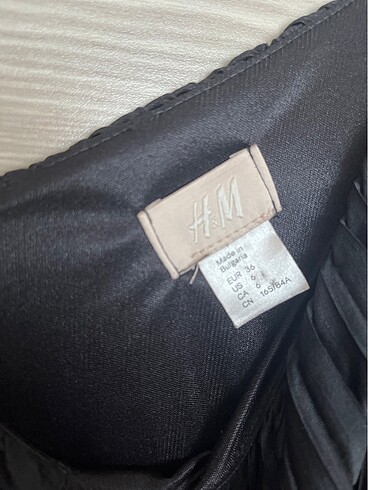 H&M
Made in
Bulgaria
EUR 36
US 6
CA 6
CN 165/84A